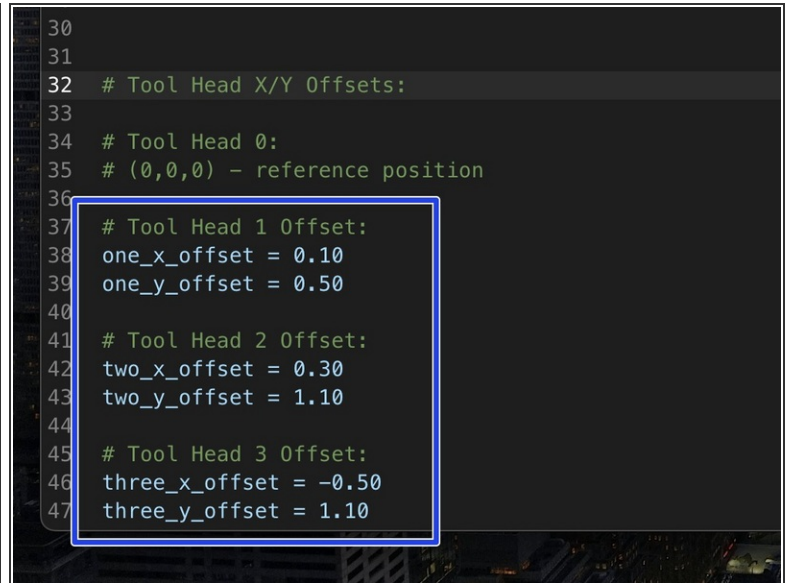 30
31
32 # Tool Head X/Y Offsets:
33
34 # Tool Head 0:
35 # (0,0,0) – reference position
36
37 # Tool Head 1 Offset:
38 one_x_offset = 0.10
39 one_y_offset = 0.50
40
41 # Tool Head 2 Offset:
42 two_x_offset = 0.30
43 two_y_offset = 1.10
44
45 # Tool Head 3 Offset:
46 three_x_offset = -0.50
47 three_y_offset = 1.10